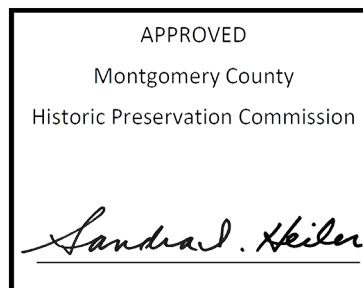 APPROVED
Montgomery County
Historic Preservation Commission
Sandra I. Heiler